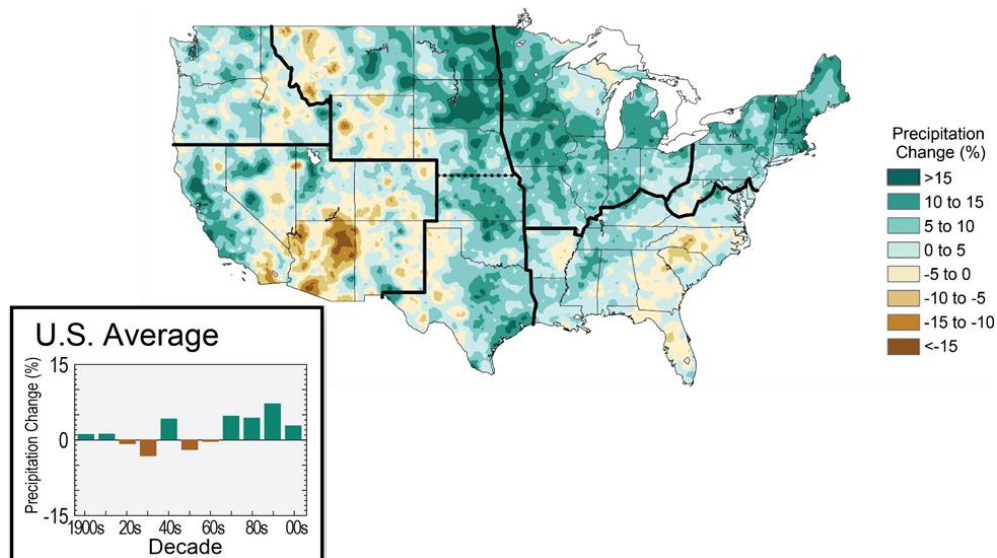 Precipitation
Change (%)
>15
10 to 15
5 to 10
0 to 5
-5 to 0
-10 to -5
-15 to -10
<-15
U.S. Average
Precipitation Change (%)
15
0
-15
1900s 20s 40s 60s 80s 00s
Decade